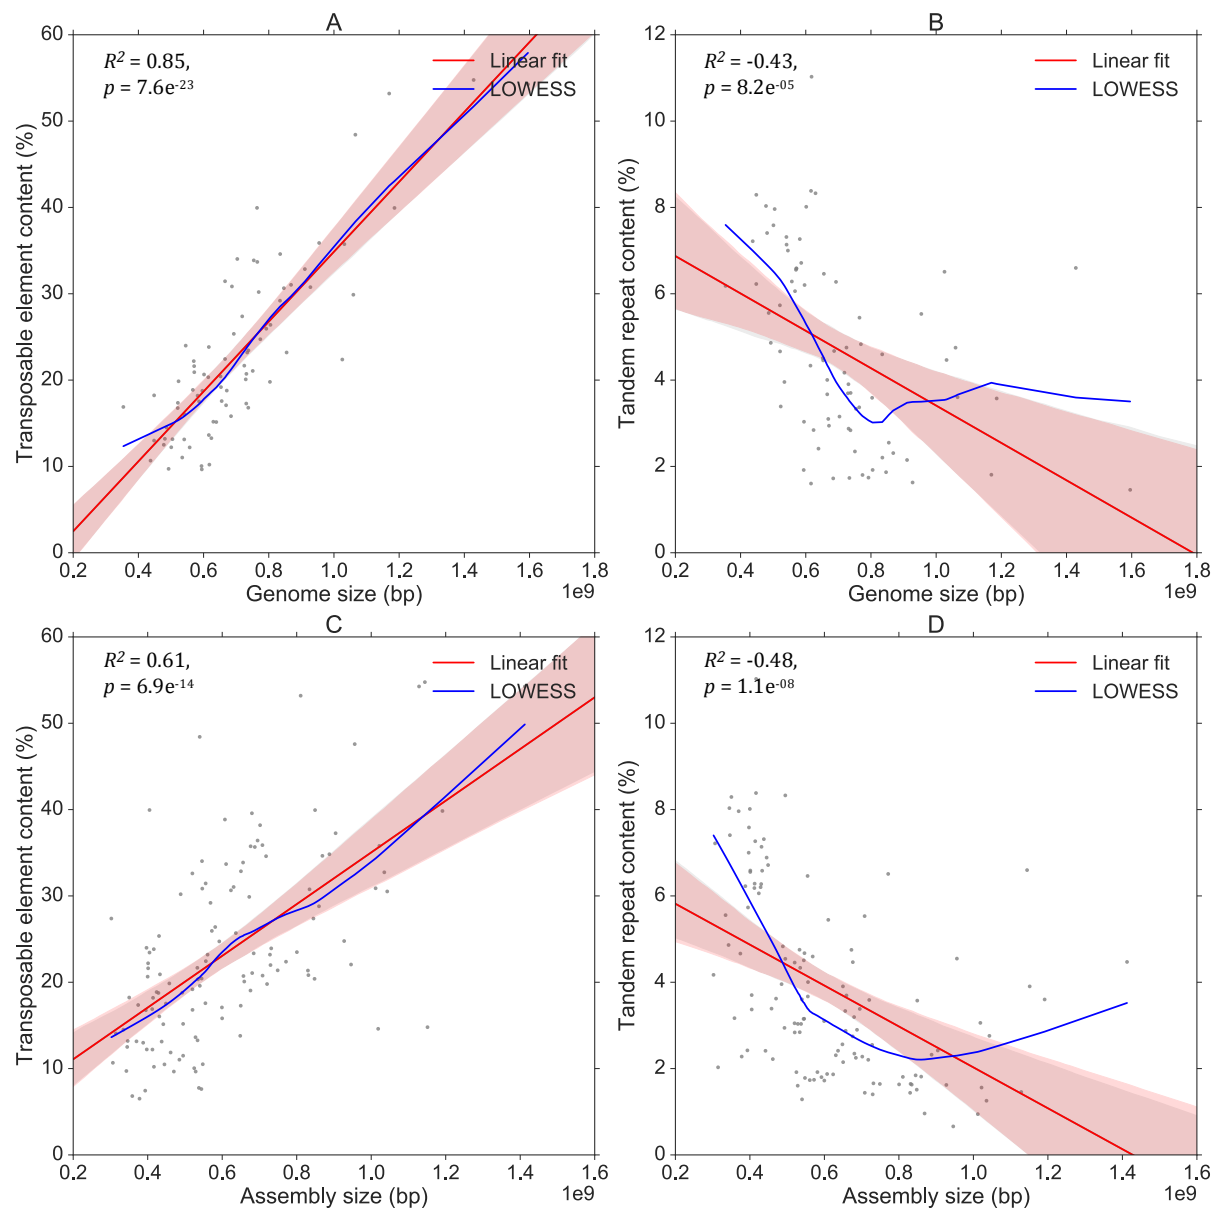 A
Transposable element content (%)
60
50
40
30
20
10
0
R² = 0.85,
p = 7.6e⁻²³
Linear fit
LOWESS
0.2 0.4 0.6 0.8 1.0 1.2 1.4 1.6 1.8
Genome size (bp)
1e9
B
Tandem repeat content (%)
12
10
8
6
4
2
0
R² = -0.43,
p = 8.2e⁻⁰⁵
Linear fit
LOWESS
0.2 0.4 0.6 0.8 1.0 1.2 1.4 1.6 1.8
Genome size (bp)
1e9
C
Transposable element content (%)
60
50
40
30
20
10
0
R² = 0.61,
p = 6.9e⁻¹⁴
Linear fit
LOWESS
0.2 0.4 0.6 0.8 1.0 1.2 1.4 1.6
Assembly size (bp)
1e9
D
Tandem repeat content (%)
12
10
8
6
4
2
0
R² = -0.48,
p = 1.1e⁻⁰⁸
Linear fit
LOWESS
0.2 0.4 0.6 0.8 1.0 1.2 1.4 1.6
Assembly size (bp)
1e9